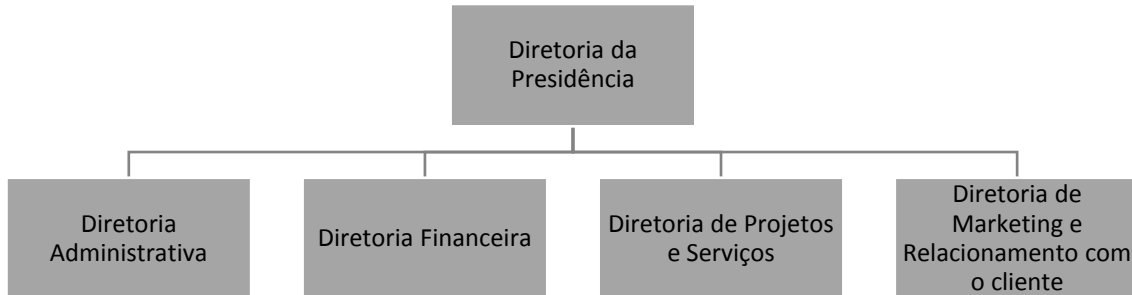 Diretoria da
Presidência
Diretoria
Administrativa
Diretoria Financeira
Diretoria de Projetos
e Serviços
Diretoria de
Marketing e
Relacionamento com
o cliente